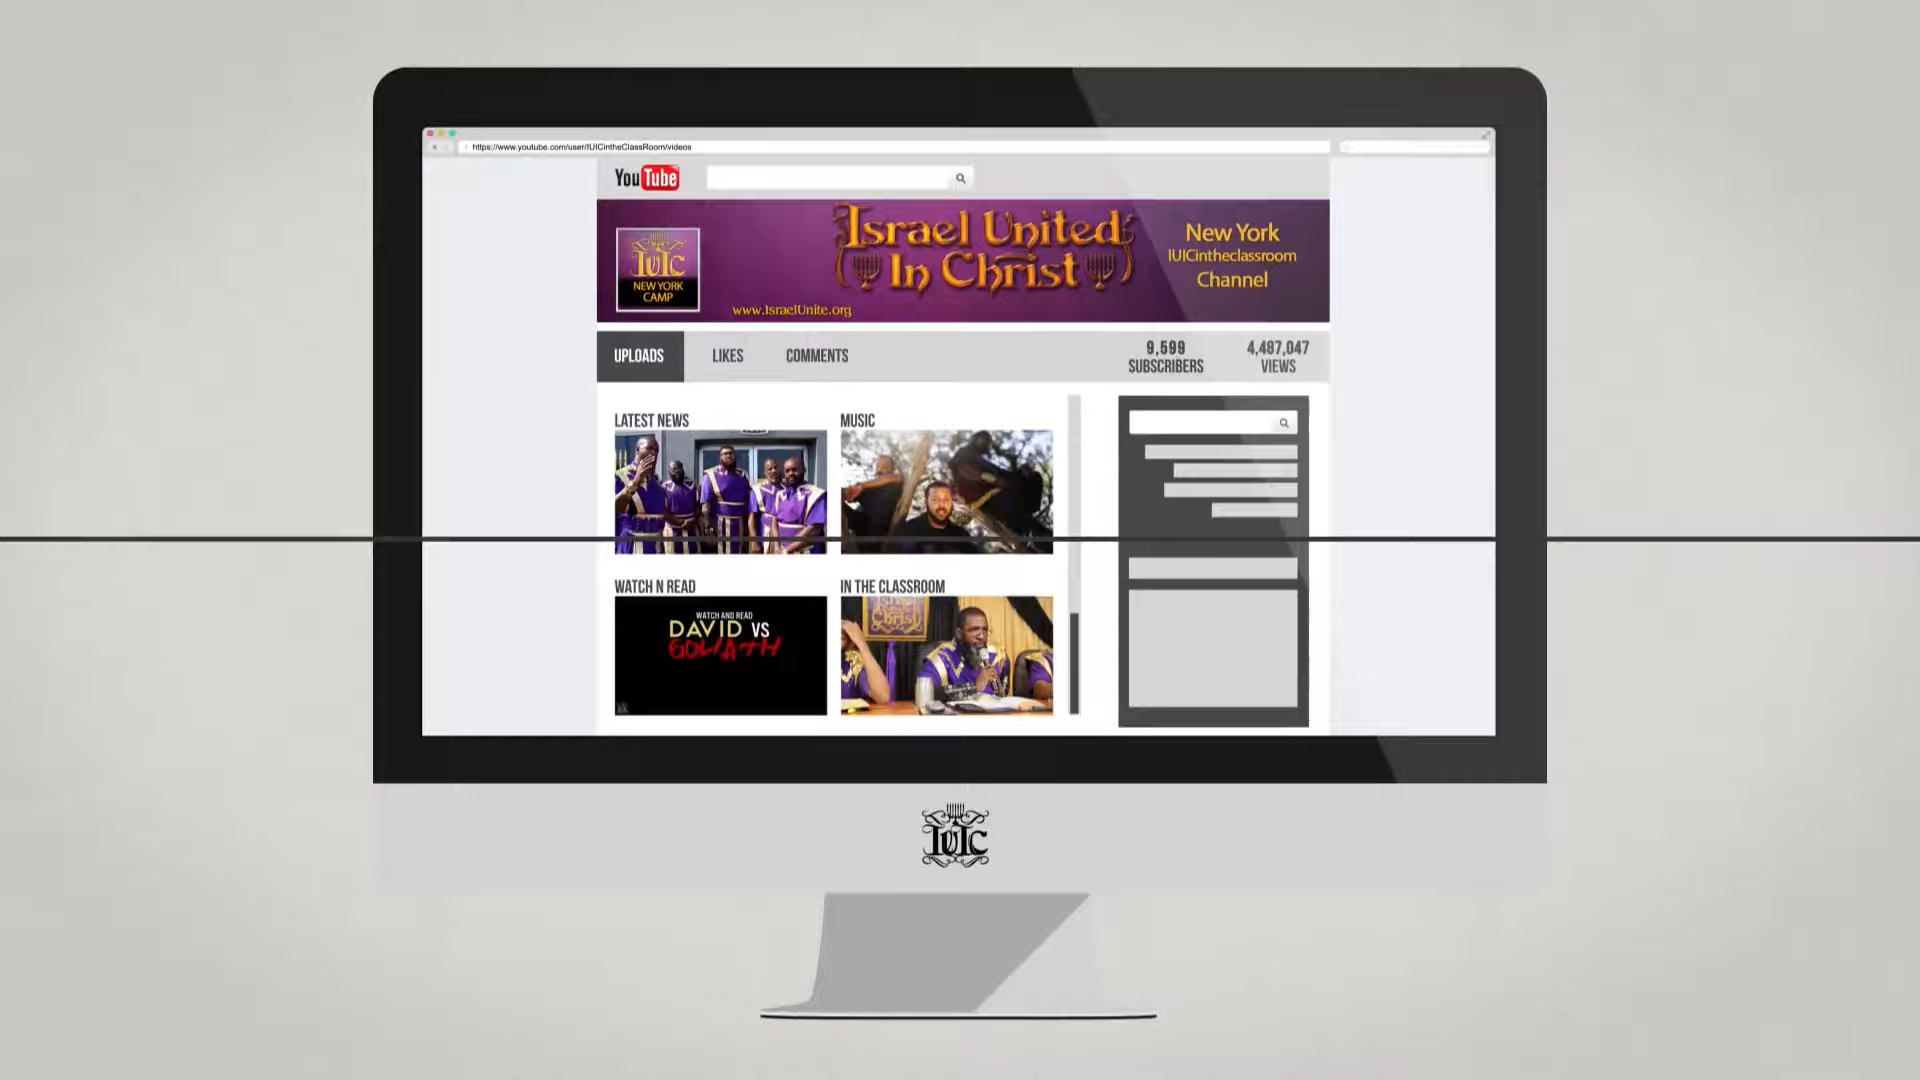 https://www.youtube.com/user/IUICintheClassRoom/videos
YouTube
Israel United
In Christ
New York
IUICintheclassroom
Channel
IUIC
NEW YORK
CAMP
www.IsraelUnite.org
UPLOADS
LIKES
COMMENTS
9,599
SUBSCRIBERS
4,487,047
VIEWS
LATEST NEWS
MUSIC
WATCH N READ
IN THE CLASSROOM
WATCH AND READ
DAVID VS
GOLIATH
Israel
Christ
IUIC